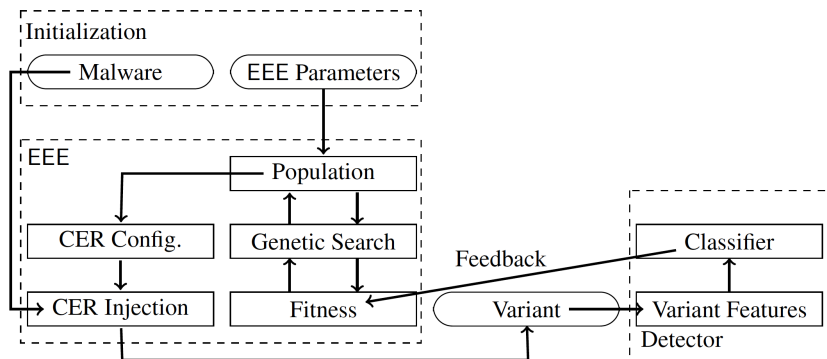 Initialization
Malware
EEE Parameters
EEE
Population
CER Config.
Genetic Search
Feedback
Classifier
CER Injection
Fitness
Variant
Variant Features
Detector